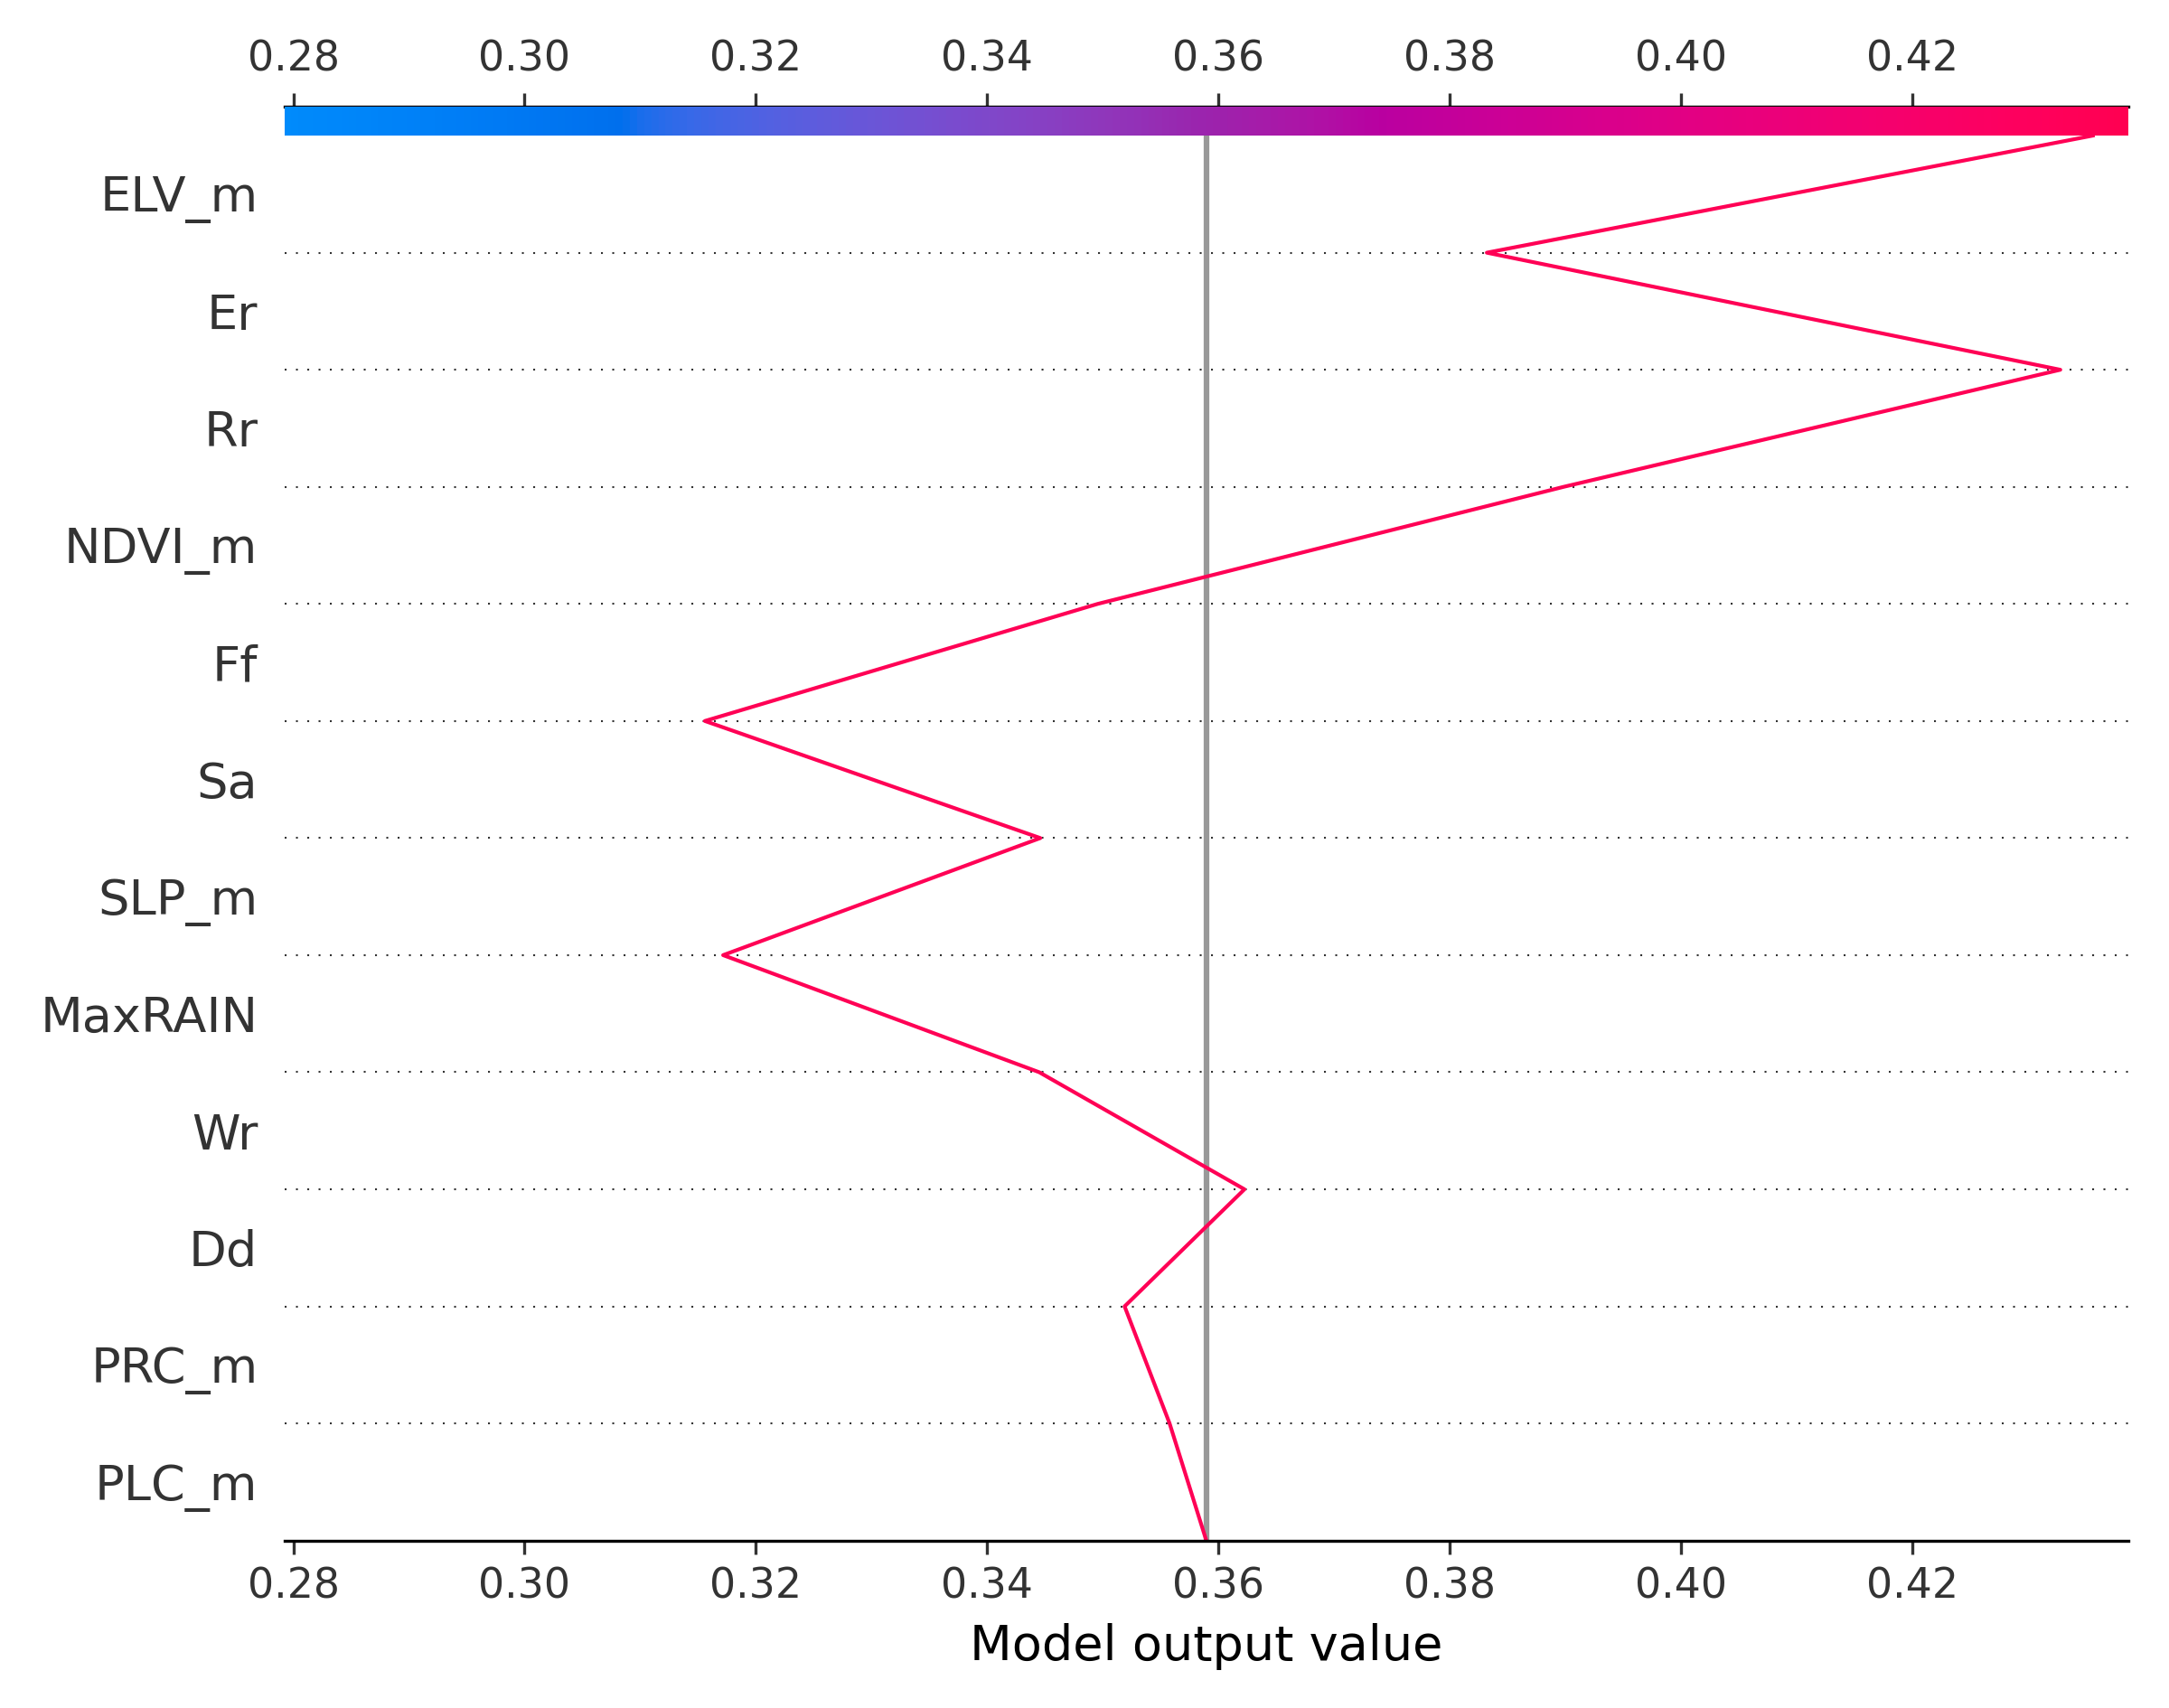 0.28 0.30 0.32 0.34 0.36 0.38 0.40 0.42
ELV_m
Er
Rr
NDVI_m
Ff
Sa
SLP_m
MaxRAIN
Wr
Dd
PRC_m
PLC_m
0.28 0.30 0.32 0.34 0.36 0.38 0.40 0.42
Model output value